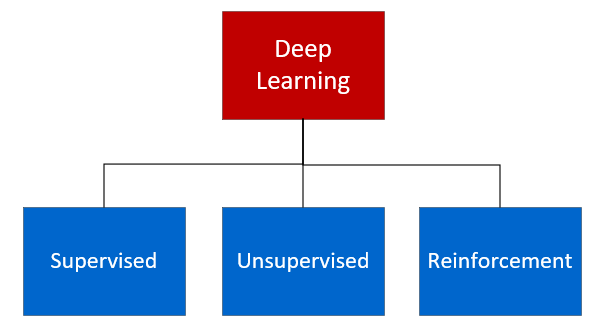 Deep
Learning
Supervised
Unsupervised
Reinforcement